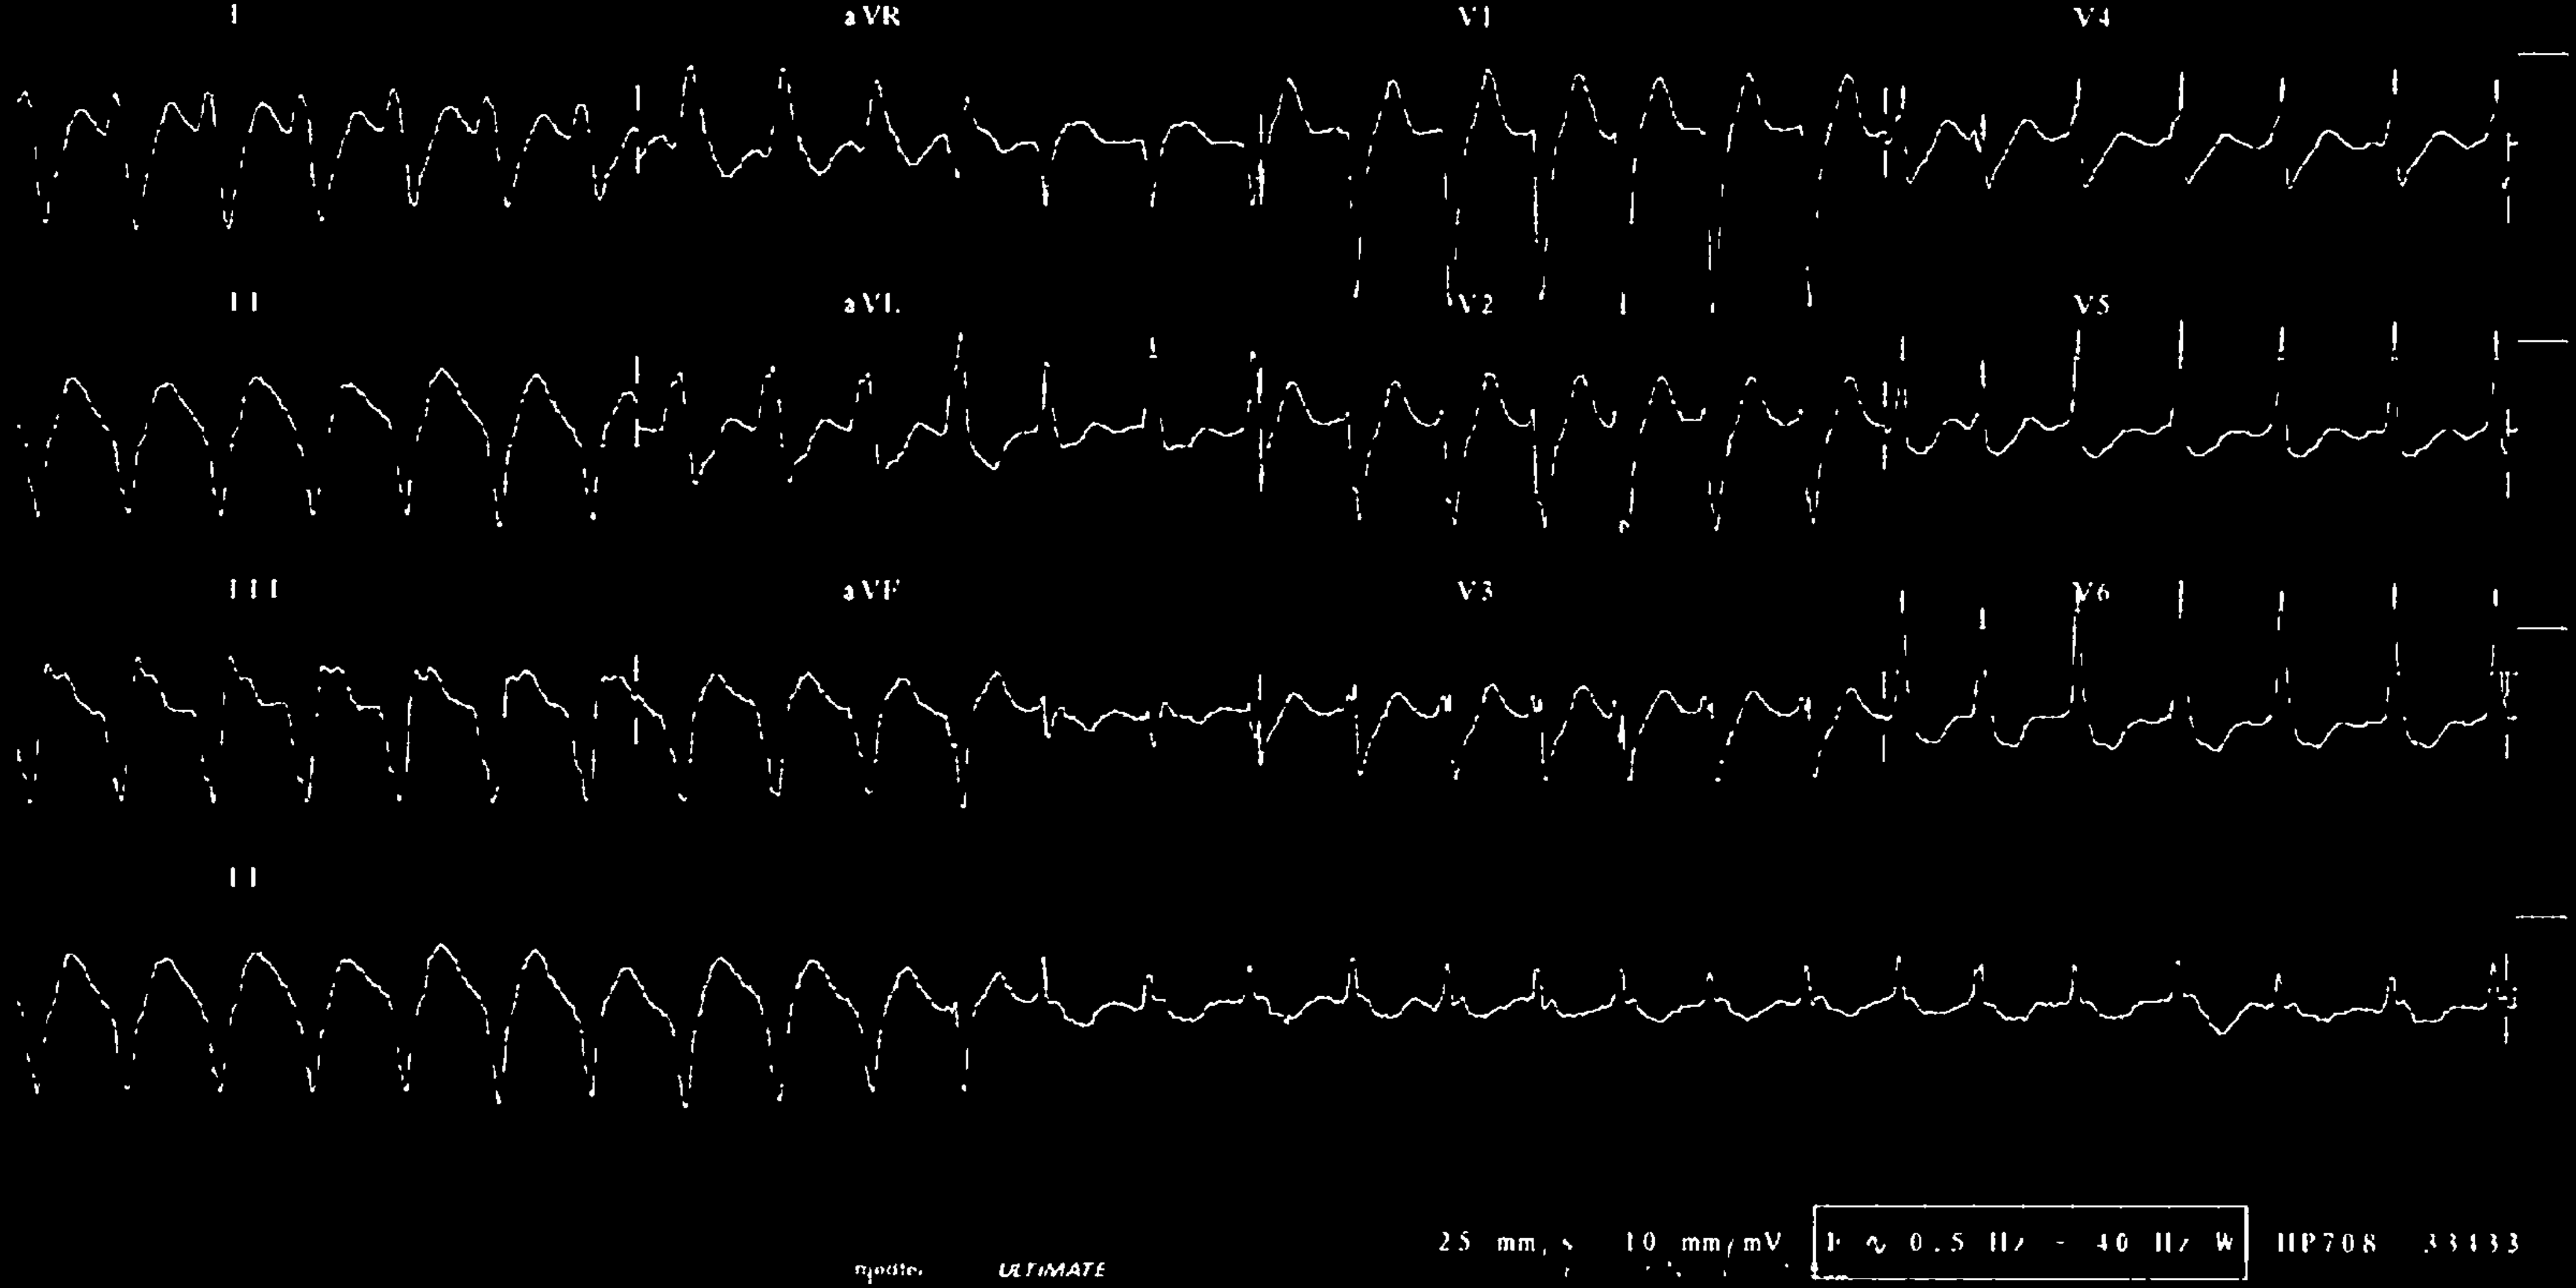 I aVR V1 V4
II aVL V2 V5
III aVF V3 V6
II
25 mm/s 10 mm/mV F ~ 0.5 Hz - 40 Hz W HP708
ULTIMATE